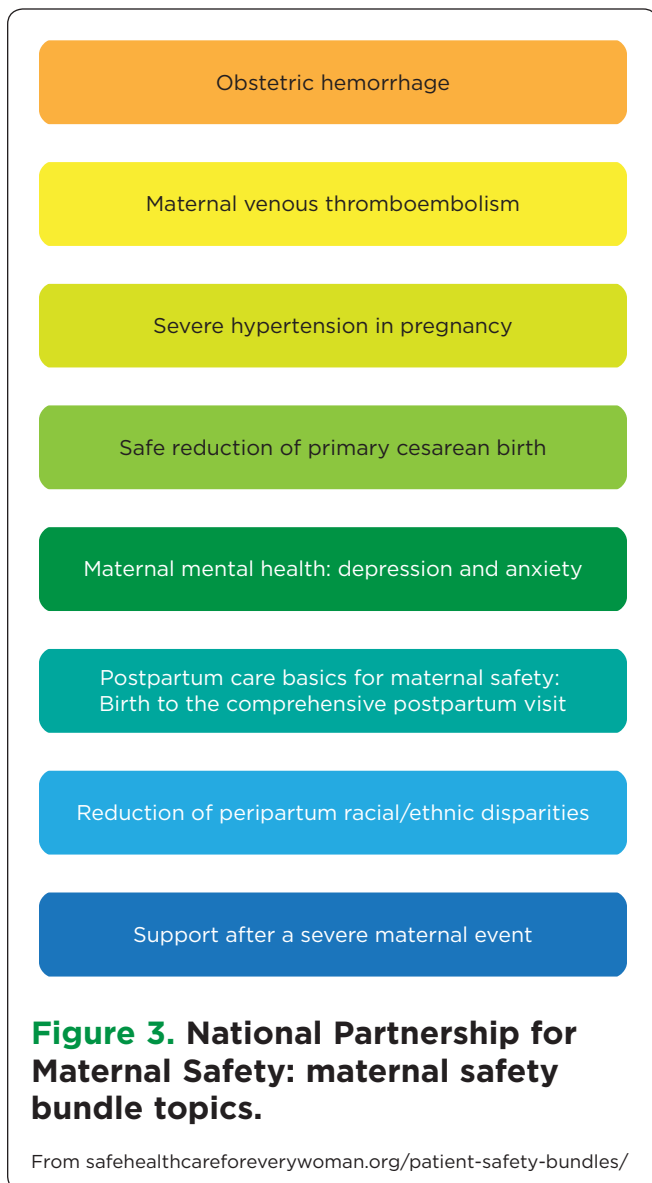 Obstetric hemorrhage
Maternal venous thromboembolism
Severe hypertension in pregnancy
Safe reduction of primary cesarean birth
Maternal mental health: depression and anxiety
Postpartum care basics for maternal safety:
Birth to the comprehensive postpartum visit
Reduction of peripartum racial/ethnic disparities
Support after a severe maternal event
Figure 3. National Partnership for
Maternal Safety: maternal safety
bundle topics.
From safehealthcareforeverywoman.org/patient-safety-bundles/